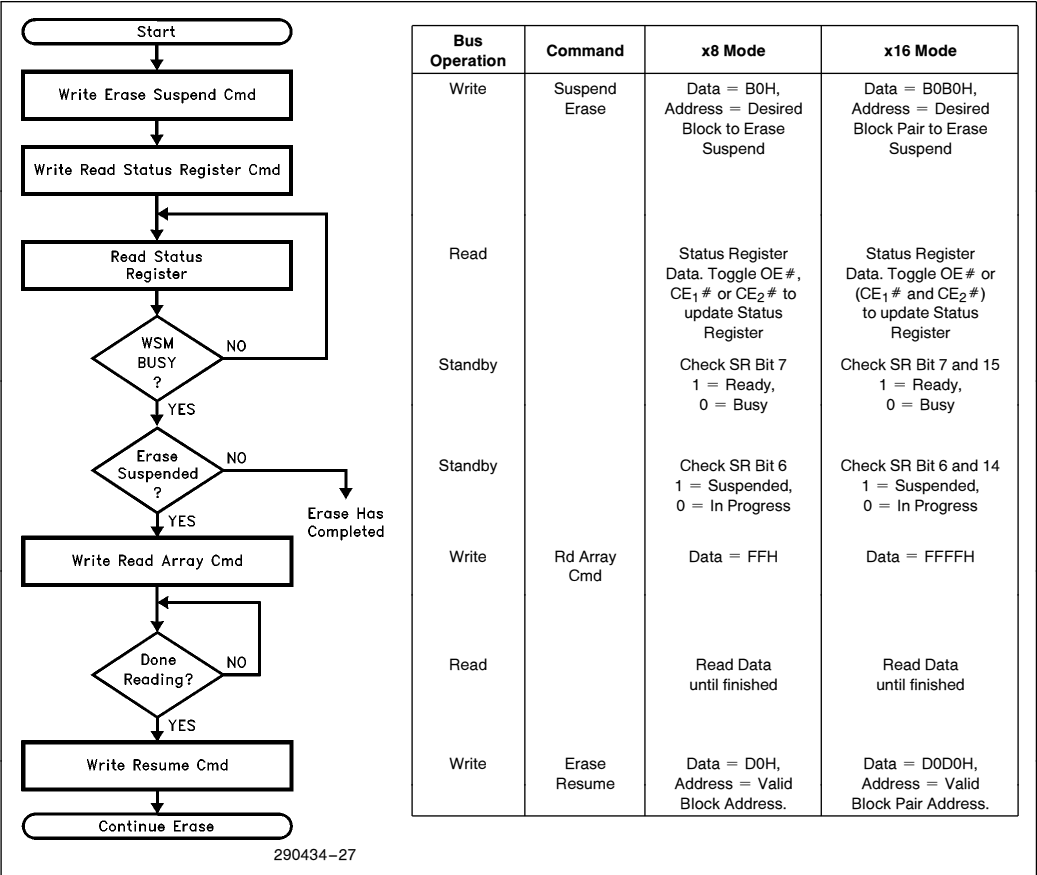 Start
Write Erase Suspend Cmd
Write Read Status Register Cmd
Read Status
Register
WSM
BUSY
?
NO
YES
Erase
Suspended
?
NO
Erase Has
Completed
YES
Write Read Array Cmd
Done
Reading?
NO
YES
Write Resume Cmd
Continue Erase
290434–27
Bus
Operation
Command
x8 Mode
x16 Mode
Write
Suspend
Erase
Data = B0H,
Address = Desired
Block to Erase
Suspend
Data = B0B0H,
Address = Desired
Block Pair to Erase
Suspend
Read
Status Register
Data. Toggle OE#,
CE1# or CE2# to
update Status
Register
Status Register
Data. Toggle OE# or
(CE1# and CE2#)
to update Status
Register
Standby
Check SR Bit 7
1 = Ready,
0 = Busy
Check SR Bit 7 and 15
1 = Ready,
0 = Busy
Standby
Check SR Bit 6
1 = Suspended,
0 = In Progress
Check SR Bit 6 and 14
1 = Suspended,
0 = In Progress
Write
Rd Array
Cmd
Data = FFH
Data = FFFFH
Read
Read Data
until finished
Read Data
until finished
Write
Erase
Resume
Data = D0H,
Address = Valid
Block Address.
Data = D0D0H,
Address = Valid
Block Pair Address.